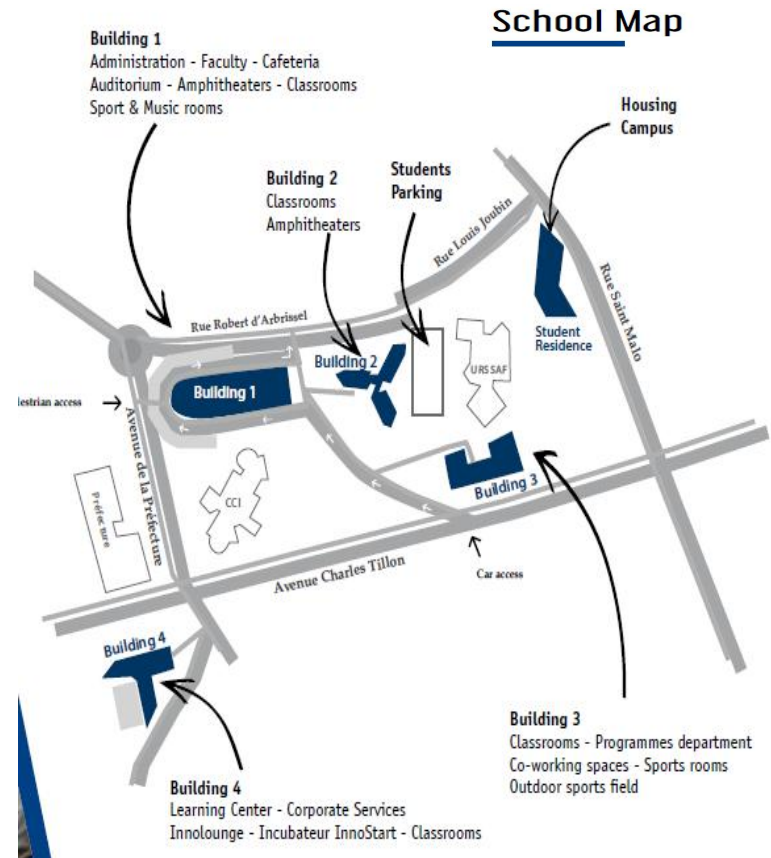 School Map
Building 1
Administration - Faculty - Cafeteria
Auditorium - Amphitheaters - Classrooms
Sport & Music rooms
Housing
Campus
Building 2
Classrooms
Amphitheaters
Students
Parking
Rue Louis Joubin
Rue Saint Malo
Rue Robert d'Arbrissel
Student
Residence
Building 2
URSSAF
Building 1
lestrian access
Avenue de la Préfecture
Préfecture
CCI
Building 3
Avenue Charles Tillon
Car access
Building 4
Building 3
Classrooms - Programmes department
Co-working spaces - Sports rooms
Outdoor sports field
Building 4
Learning Center - Corporate Services
Innolounge - Incubateur InnoStart - Classrooms